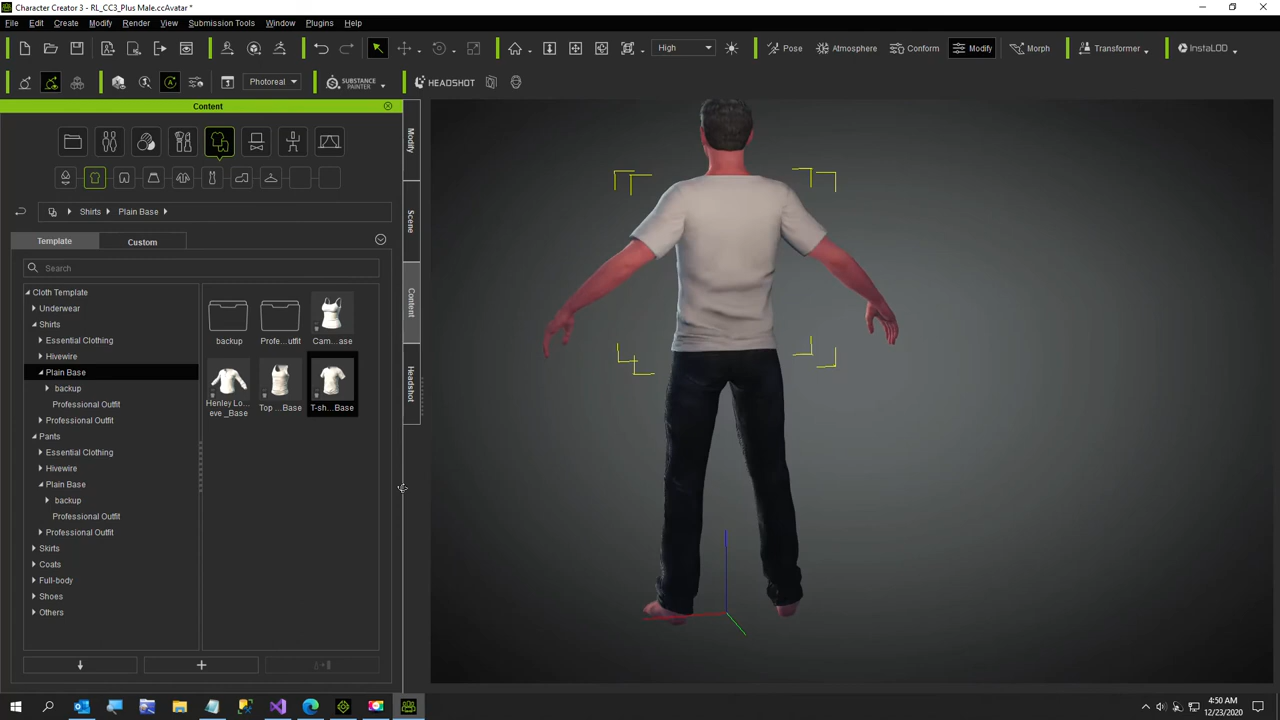 Character Creator 3 - RL_CC3_Plus Male.ccAvatar *
File Edit Create Modify Render View Submission Tools Window Plugins Help
High Pose Atmosphere Conform Modify Morph Transformer InstaLOD
Photoreal SUBSTANCE PAINTER HEADSHOT
Content
Modify
Scene
Content
Headshot
Shirts Plain Base
Template Custom
Search
Cloth Template
Underwear
Shirts
Essential Clothing
Hivewire
Plain Base
backup
Professional Outfit
Professional Outfit
Pants
Essential Clothing
Hivewire
Plain Base
backup
Professional Outfit
Professional Outfit
Skirts
Coats
Full-body
Shoes
Others
backup Profe...utfit Cam...ase
Henley Lo... Top ...Base T-sh...Base
eve _Base
4:50 AM
12/23/2020